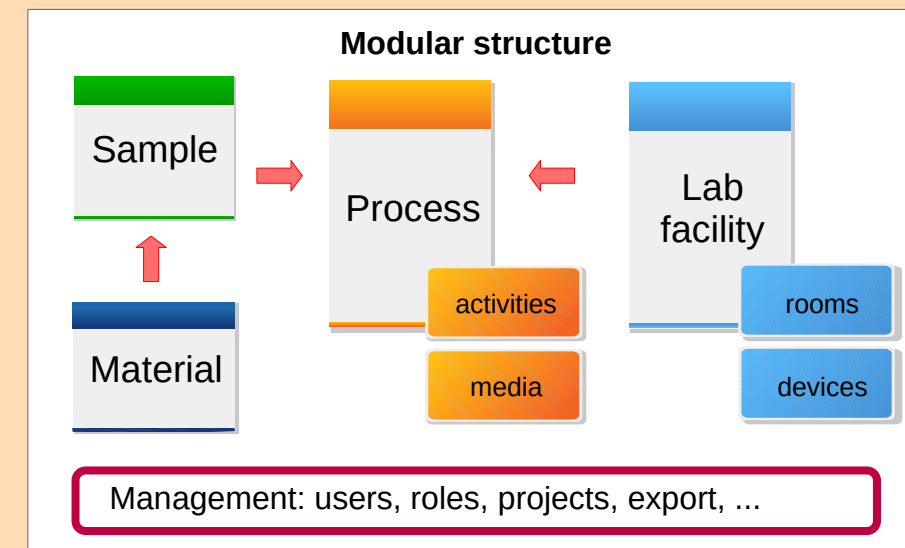 Modular structure
Sample
Process
Lab
facility
activities
rooms
Material
media
devices
Management: users, roles, projects, export, ...